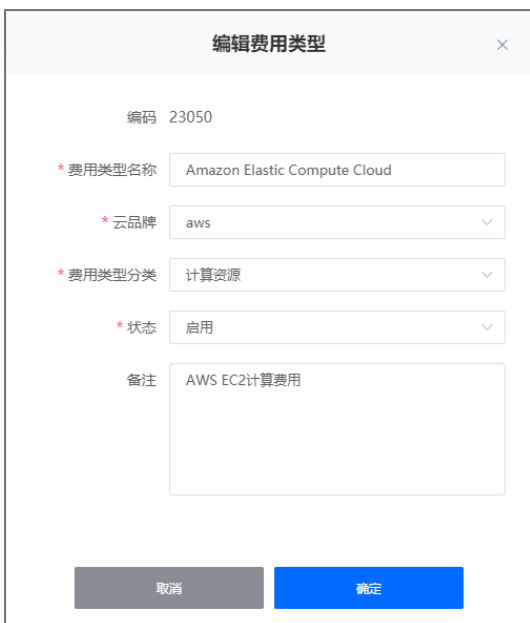 编辑费用类型
编码 23050
* 费用类型名称 Amazon Elastic Compute Cloud
* 云品牌 aws
* 费用类型分类 计算资源
* 状态 启用
备注 AWS EC2计算费用
取消 确定